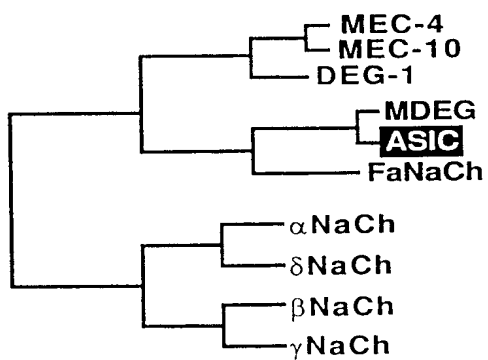 MEC-4
MEC-10
DEG-1
MDEG
ASIC
FaNaCh
αNaCh
δNaCh
βNaCh
γNaCh